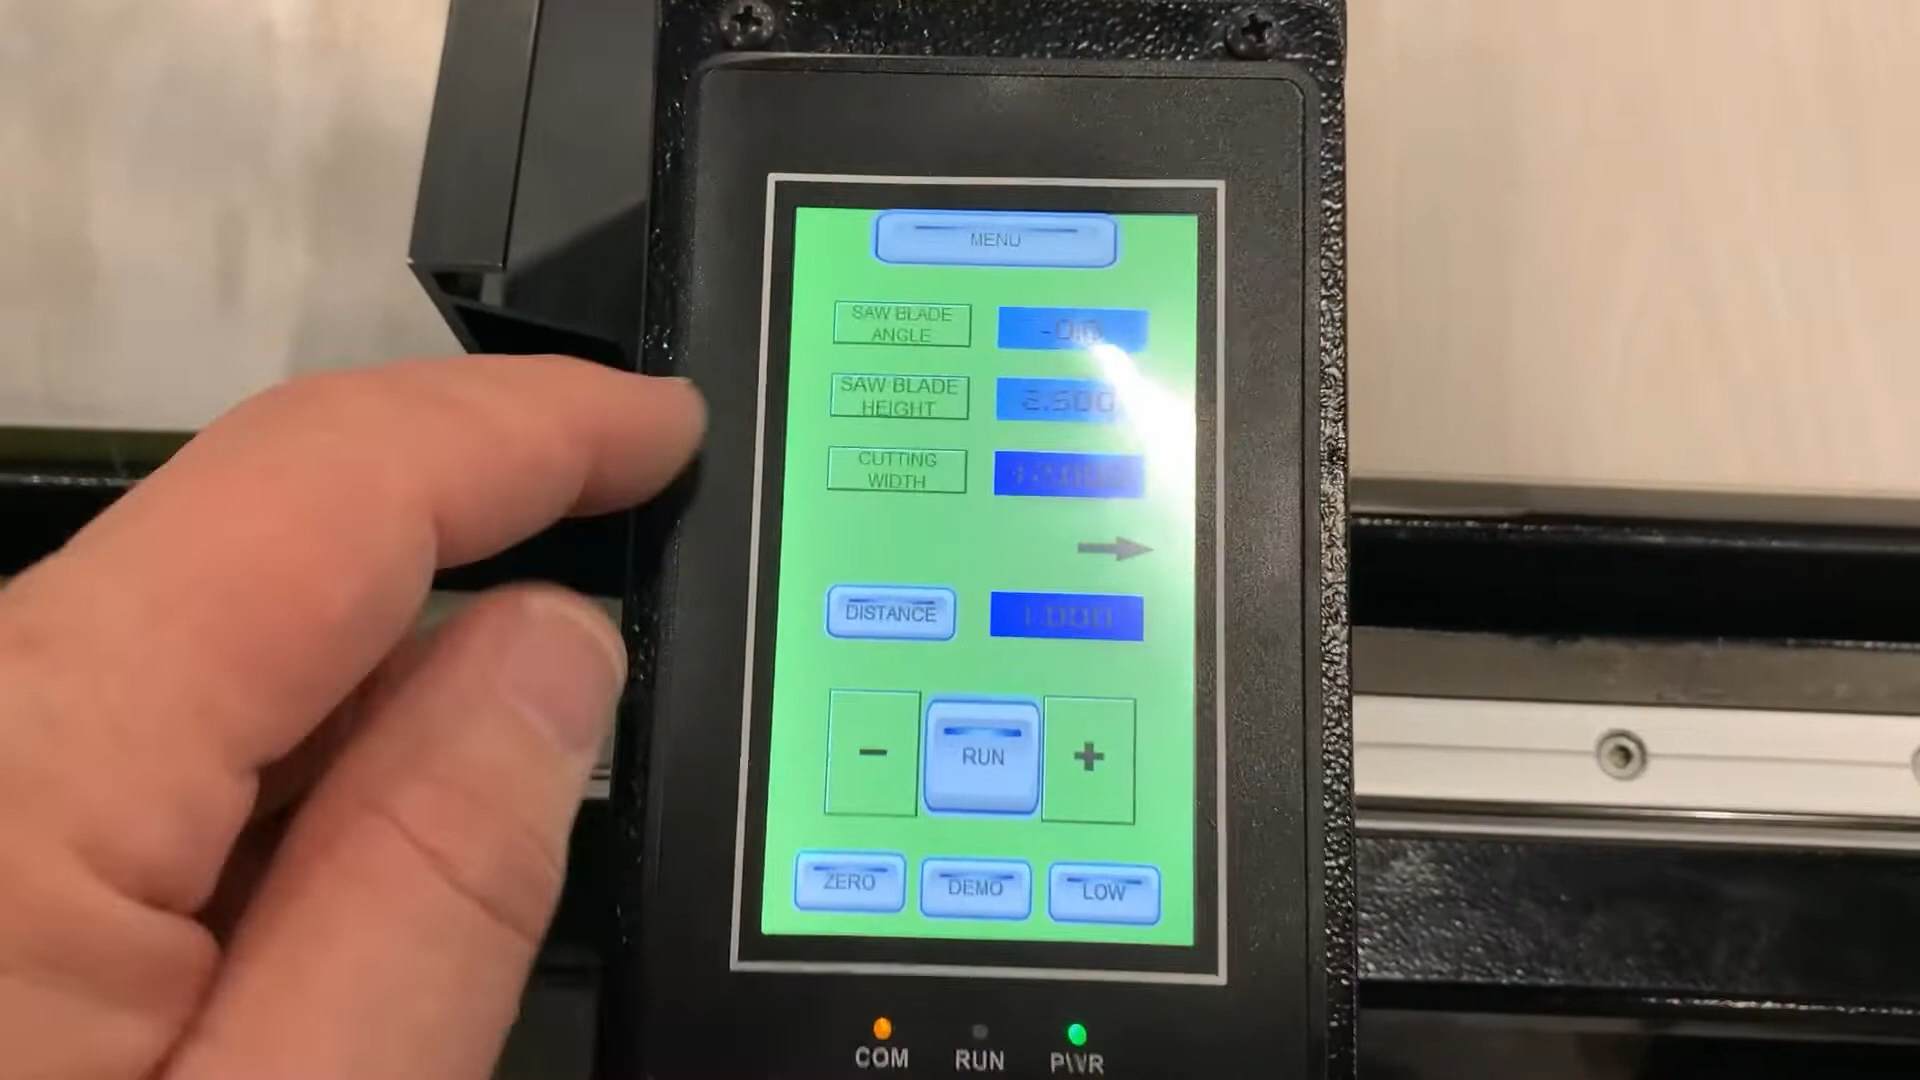 MENU
SAW BLADE
ANGLE
SAW BLADE
HEIGHT
CUTTING
WIDTH
DISTANCE
1.000
-
RUN
+
ZERO
DEMO
LOW
COM
RUN
PWR